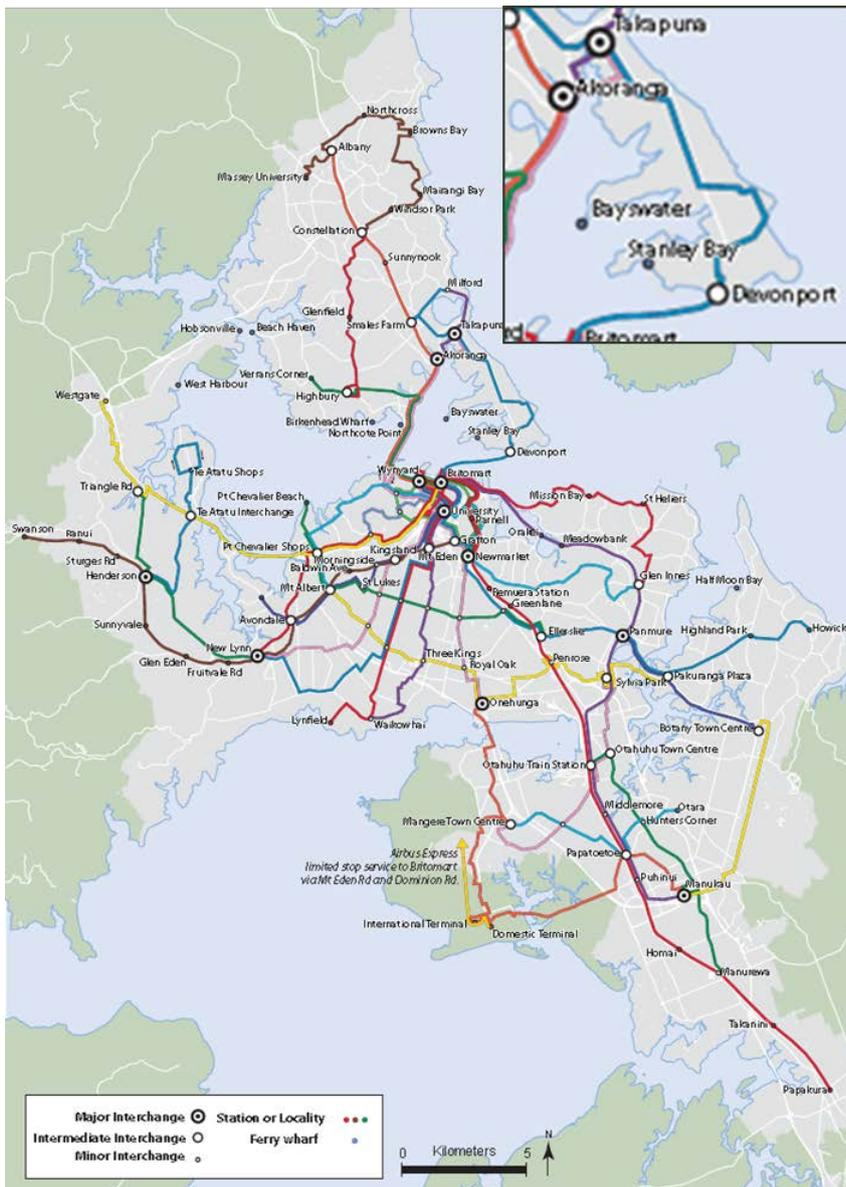 Takapuna
Akoranga
Bayswater
Stanley Bay
Devonport
Britomart
Northcross
Browns Bay
Albany
Massey University
Mairangi Bay
Windsor Park
Constellation
Sunnynook
Milford
Glenfield
Smales Farm
Takapuna
Hobsonville
Beach Haven
Akoranga
Verrans Corner
West Harbour
Westgate
Highbury
Birkenhead Wharf
Bayswater
Northcote Point
Stanley Bay
Devonport
Te Atatu Shops
Wynyard
Britomart
Triangle Rd
Pt Chevalier Beach
Mission Bay
St Heliers
Te Atatu Interchange
University
Parnell
Swanson
Ranui
Orakei
Meadowbank
Pt Chevalier Shops
Kingsland
Grafton
Sturges Rd
Morningside
Mt Eden
Newmarket
Henderson
Baldwin Ave
Glen Innes
Mt Albert
St Lukes
Remuera Station
Half Moon Bay
Greenlane
Avondale
Sunnyvale
Ellerslie
Panmure
Highland Park
Howick
New Lynn
Glen Eden
Three Kings
Royal Oak
Penrose
Fruitvale Rd
Sylvia Park
Pakuranga Plaza
Onehunga
Lynfield
Waikowhai
Botany Town Centre
Otahuhu Town Centre
Otahuhu Train Station
Middlemore
Otara
Mangere Town Centre
Hunters Corner
Airbus Express
limited stop service to Britomart
via Mt Eden Rd and Dominion Rd.
Papatoetoe
Puhinui
Manukau
International Terminal
Domestic Terminal
Homai
Manurewa
Takanini
Papakura
Major Interchange
Station or Locality
Intermediate Interchange
Ferry wharf
Minor Interchange
0 Kilometers 5
N